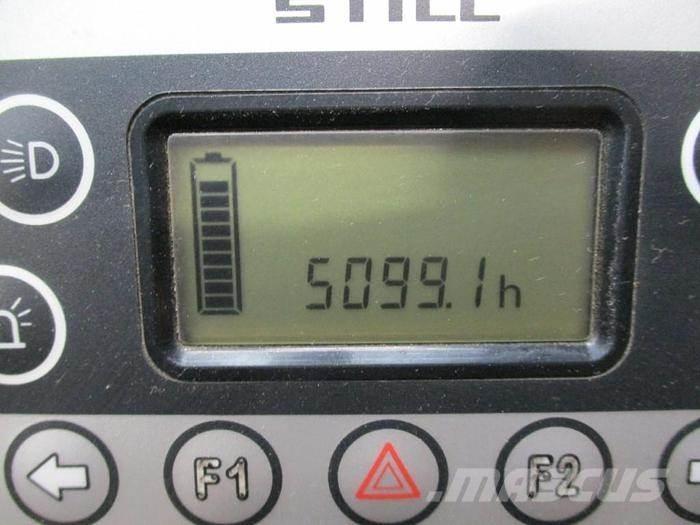 STILL
5099.1h
F1
F2
MASCUS